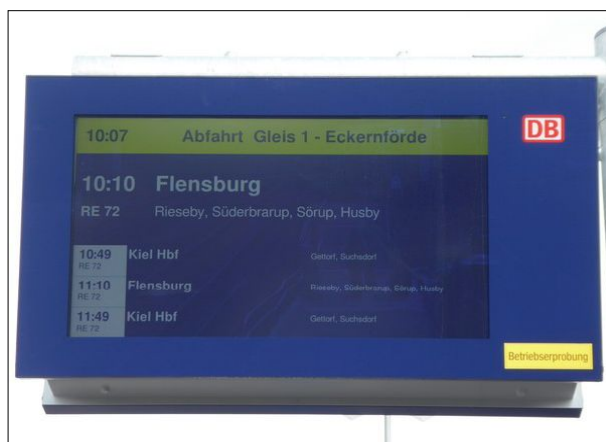 10:07 Abfahrt Gleis 1 - Eckernförde
DB
10:10 Flensburg
RE 72 Rieseby, Süderbrarup, Sörup, Husby
10:49 Kiel Hbf Gettorf, Suchsdorf
RE 72
11:10 Flensburg Rieseby, Süderbrarup, Sörup, Husby
RE 72
11:49 Kiel Hbf Gettorf, Suchsdorf
RE 72
Betriebserprobung